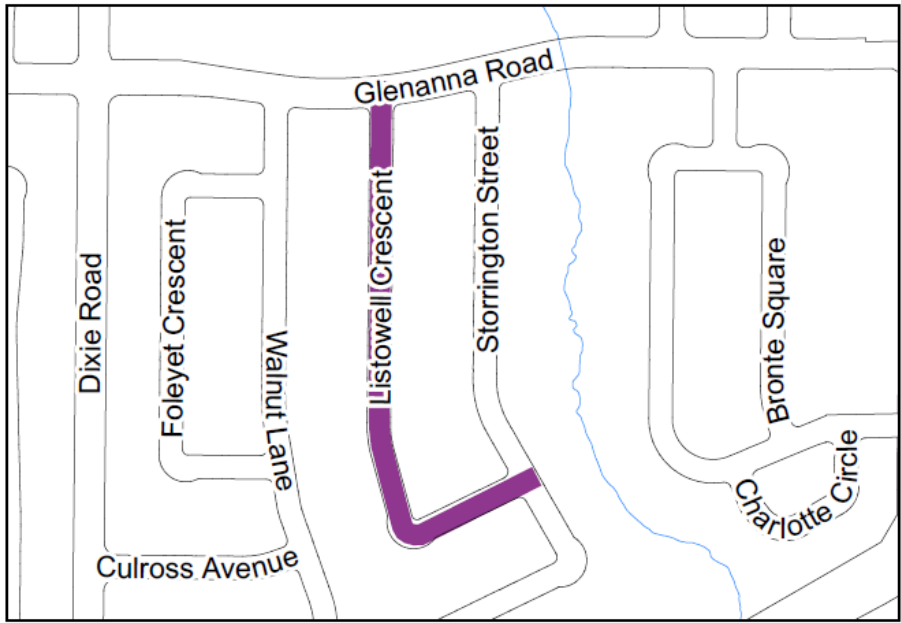 Glenanna Road
Dixie Road
Foleyet Crescent
Walnut Lane
Listowell Crescent
Storrington Street
Bronte Square
Charlotte Circle
Culross Avenue